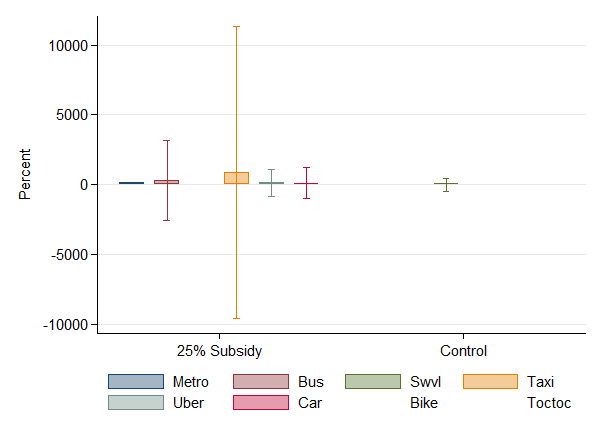 Percent
10000
5000
0
-5000
-10000
25% Subsidy Control
Metro Bus Swvl Taxi
Uber Car Bike Toctoc